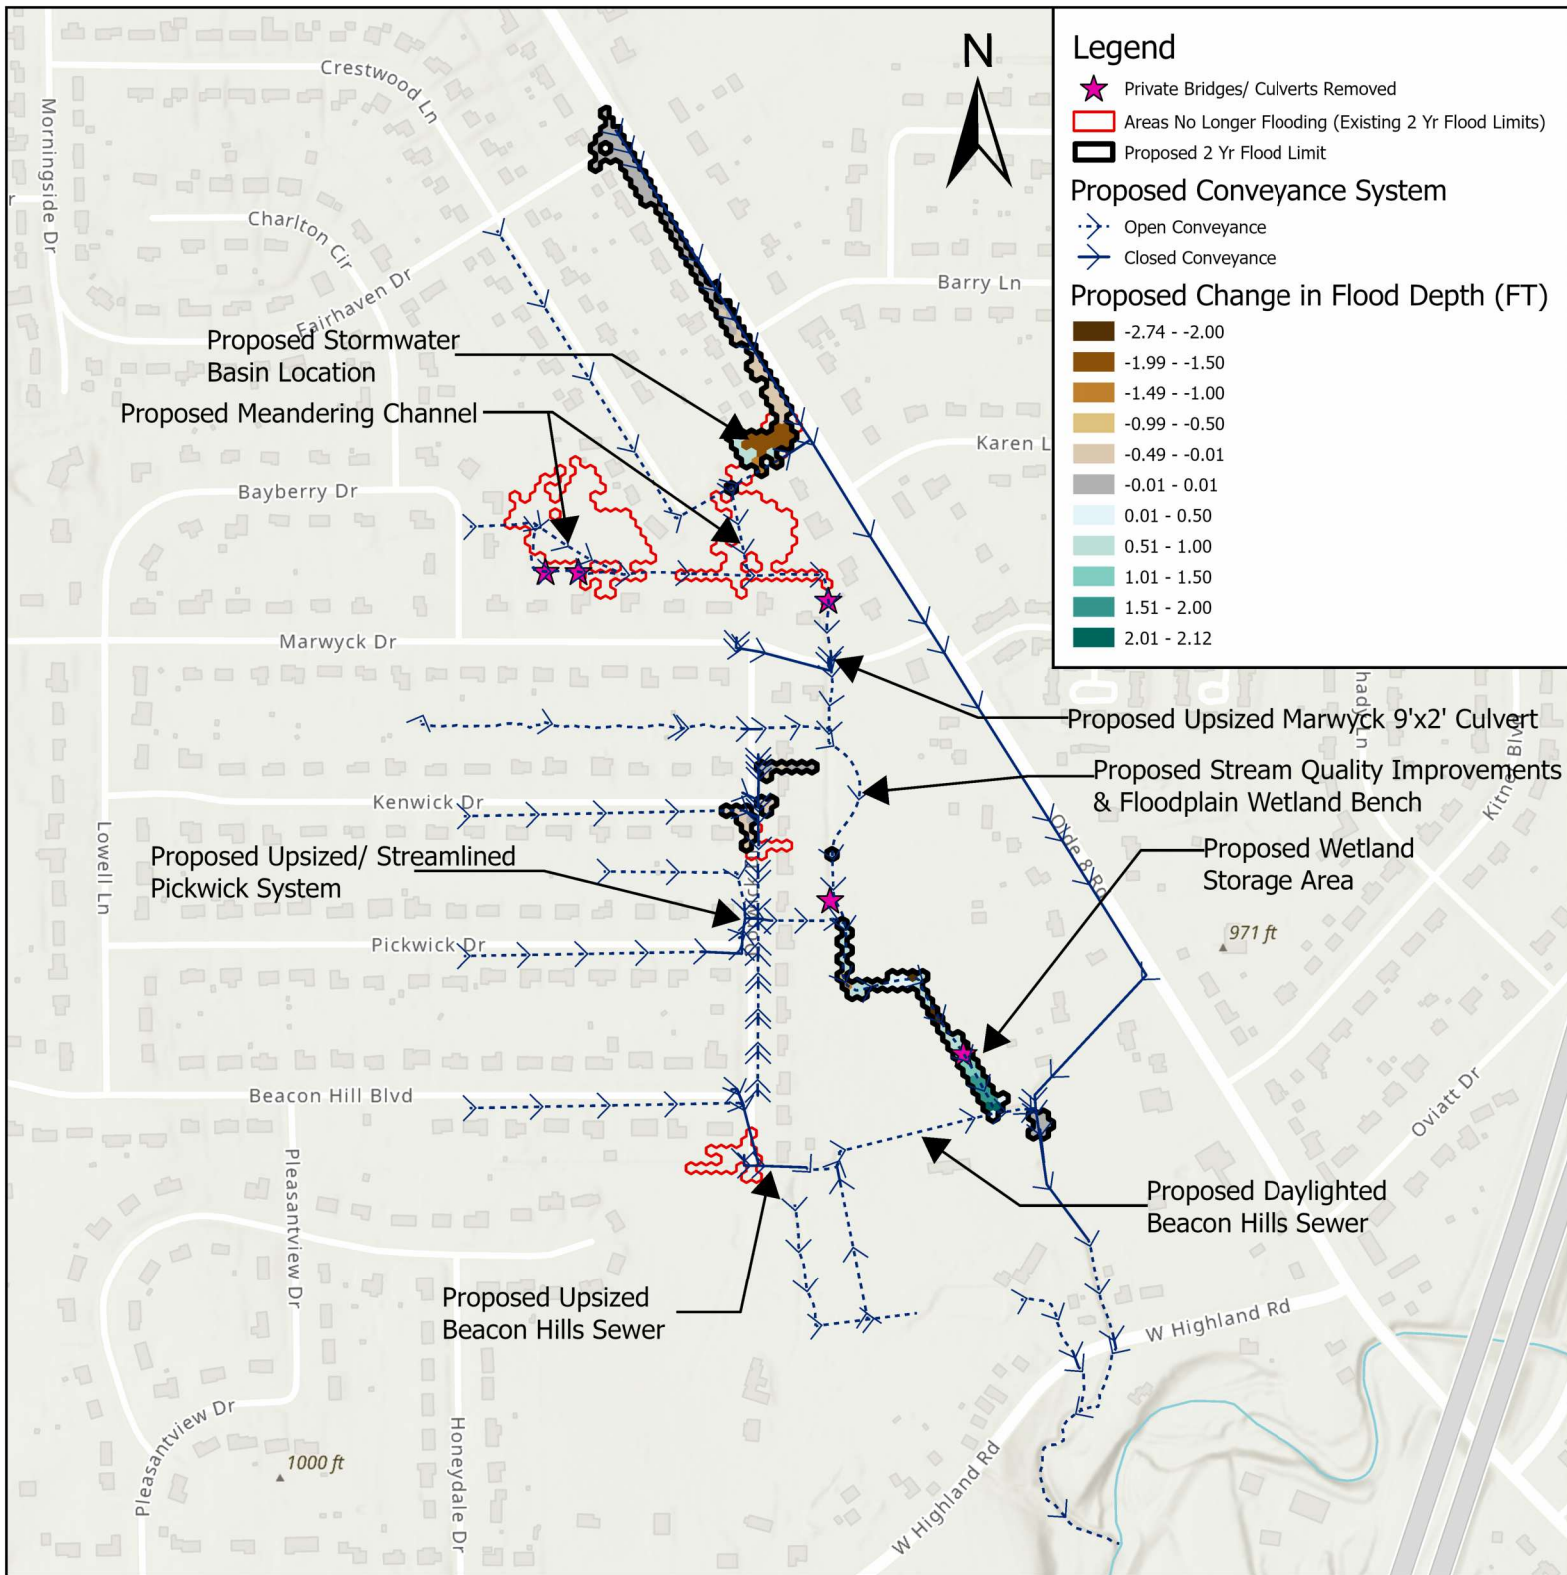 N
Legend
Private Bridges/ Culverts Removed
Areas No Longer Flooding (Existing 2 Yr Flood Limits)
Proposed 2 Yr Flood Limit
Proposed Conveyance System
Open Conveyance
Closed Conveyance
Proposed Change in Flood Depth (FT)
-2.74 - -2.00
-1.99 - -1.50
-1.49 - -1.00
-0.99 - -0.50
-0.49 - -0.01
-0.01 - 0.01
0.01 - 0.50
0.51 - 1.00
1.01 - 1.50
1.51 - 2.00
2.01 - 2.12
Crestwood Ln
Morningside Dr
r
Charlton Cir
Fairhaven Dr
Barry Ln
Proposed Stormwater
Basin Location
Proposed Meandering Channel
Karen L
Bayberry Dr
Marwyck Dr
hady Ln
Proposed Upsized Marwyck 9'x2' Culvert
Proposed Stream Quality Improvements
& Floodplain Wetland Bench
Kitner Blvd
Kenwick Dr
Lowell Ln
Olde 8 Rd
Proposed Upsized/ Streamlined
Pickwick System
Proposed Wetland
Storage Area
Pickwick Dr
971 ft
Beacon Hill Blvd
Oviatt Dr
Pleasantview Dr
Proposed Daylighted
Beacon Hills Sewer
Proposed Upsized
Beacon Hills Sewer
W Highland Rd
Pleasantview Dr
Honeydale Dr
1000 ft
W Highland Rd